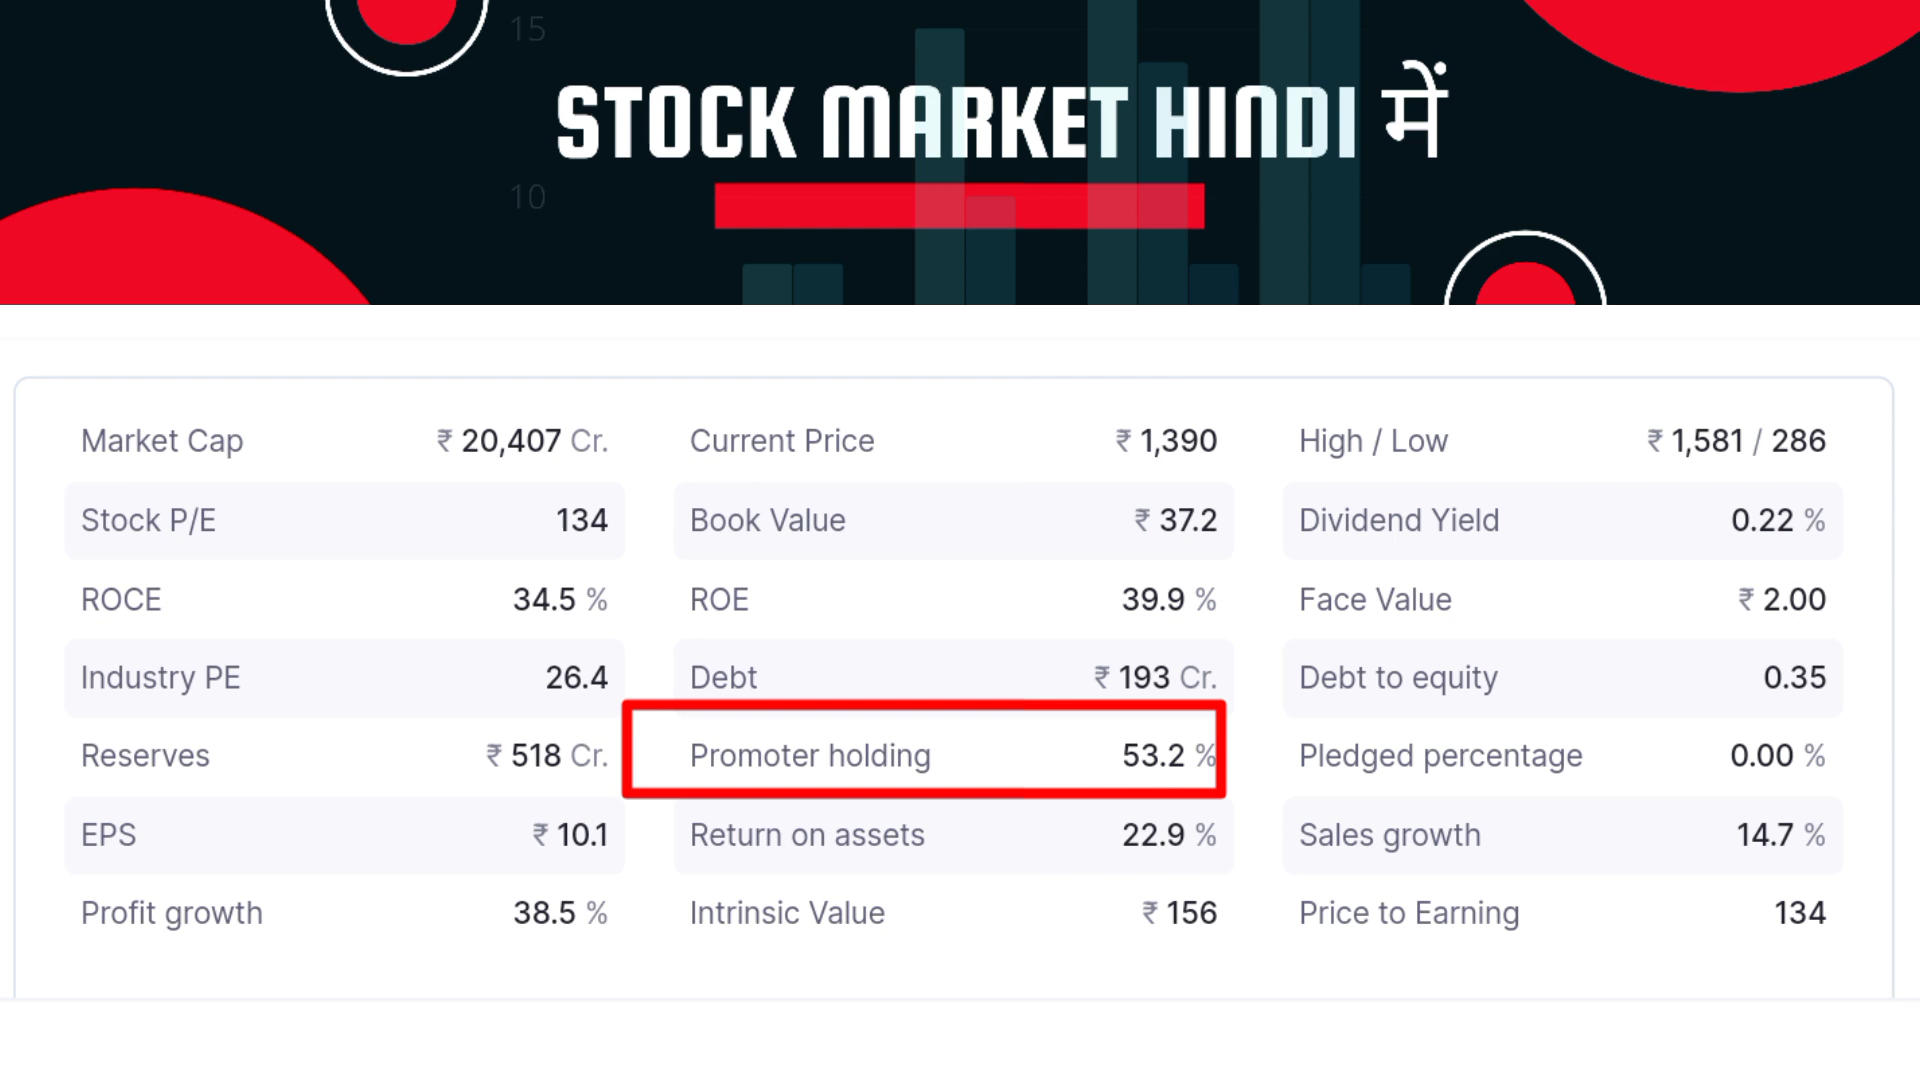 15
STOCK MARKET HINDI में
10
Market Cap ₹ 20,407 Cr. Current Price ₹ 1,390 High / Low ₹ 1,581 / 286
Stock P/E 134 Book Value ₹ 37.2 Dividend Yield 0.22 %
ROCE 34.5 % ROE 39.9 % Face Value ₹ 2.00
Industry PE 26.4 Debt ₹ 193 Cr. Debt to equity 0.35
Reserves ₹ 518 Cr. Promoter holding 53.2 % Pledged percentage 0.00 %
EPS ₹ 10.1 Return on assets 22.9 % Sales growth 14.7 %
Profit growth 38.5 % Intrinsic Value ₹ 156 Price to Earning 134